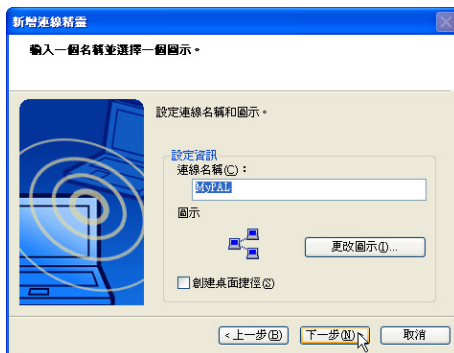 新增連線精靈
輸入一個名稱並選擇一個圖示。
設定連線名稱和圖示。
設定資訊
連線名稱(C)：
MyPAL
圖示
更改圖示(I)...
創建桌面捷徑(S)
<上一步(B)
下一步(N)>
取消